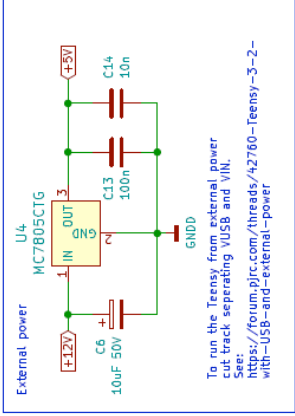 External power
U4
MC7805CTG
+12V
1
IN
OUT
3
+5V
GND
2
C6
10uF 50V
+
C13
100n
C14
10n
GNDD
To run the Teensy from external power
cut track seperating VUSB and VIN.
See:
https://forum.pjrc.com/threads/42760-Teensy-3-2-
with-USB-and-external-power